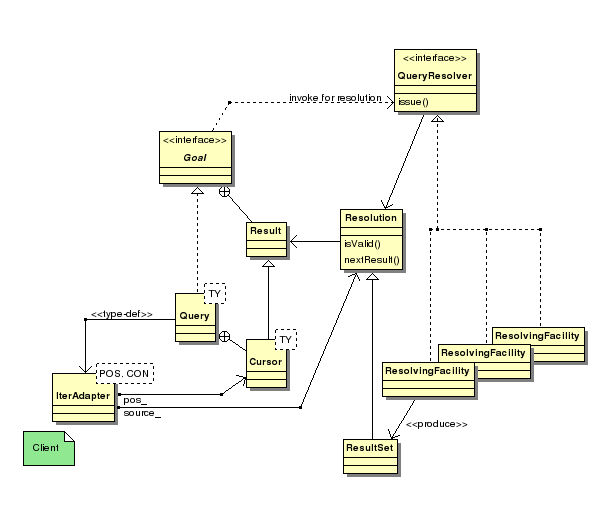 <<interface>>
QueryResolver
issue()
invoke for resolution
<<interface>>
Goal
Resolution
isValid()
nextResult()
Result
TY
Query
<<type-def>>
TY
Cursor
ResolvingFacility
ResolvingFacility
ResolvingFacility
POS. CON
IterAdapter
pos_
source_
<<produce>>
Client
ResultSet